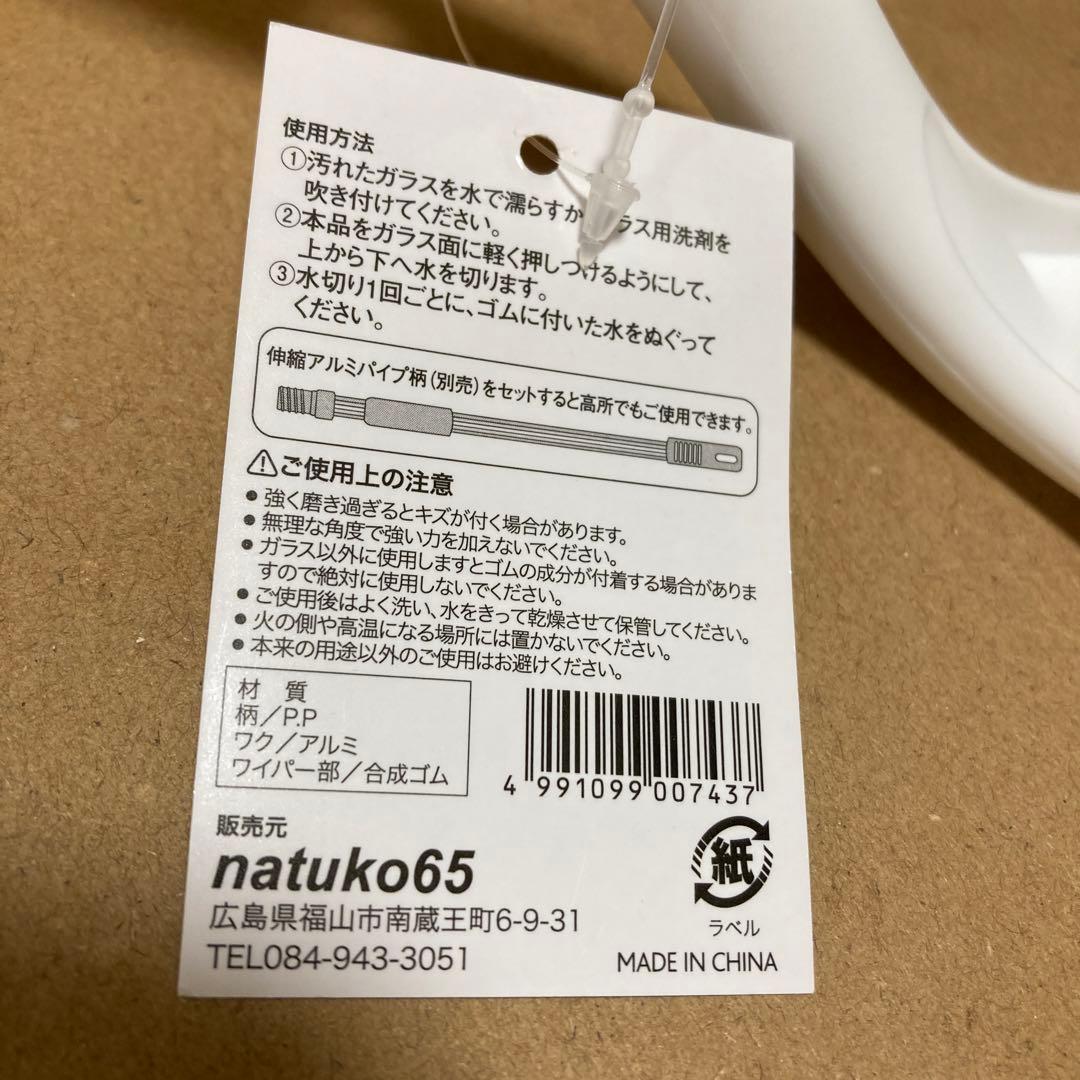 使用方法
①汚れたガラスを水で濡らすか ラス用洗剤を
吹き付けてください。
②本品をガラス面に軽く押しつけるようにして、
上から下へ水を切ります。
③水切り1回ごとに、ゴムに付いた水をぬぐって
ください。
伸縮アルミパイプ柄(別売)をセットすると高所でもご使用できます。
⚠ご使用上の注意
● 強く磨き過ぎるとキズが付く場合があります。
● 無理な角度で強い力を加えないでください。
● ガラス以外に使用しますとゴムの成分が付着する場合がありま
すので絶対に使用しないでください。
● ご使用後はよく洗い、水をきって乾燥させて保管してください。
● 火の側や高温になる場所には置かないでください。
● 本来の用途以外のご使用はお避けください。
材 質
柄/P.P
ワク/アルミ
ワイパー部/合成ゴム
4 991099 007437
販売元
natuko65
広島県福山市南蔵王町6-9-31
TEL084-943-3051
紙
ラベル
MADE IN CHINA